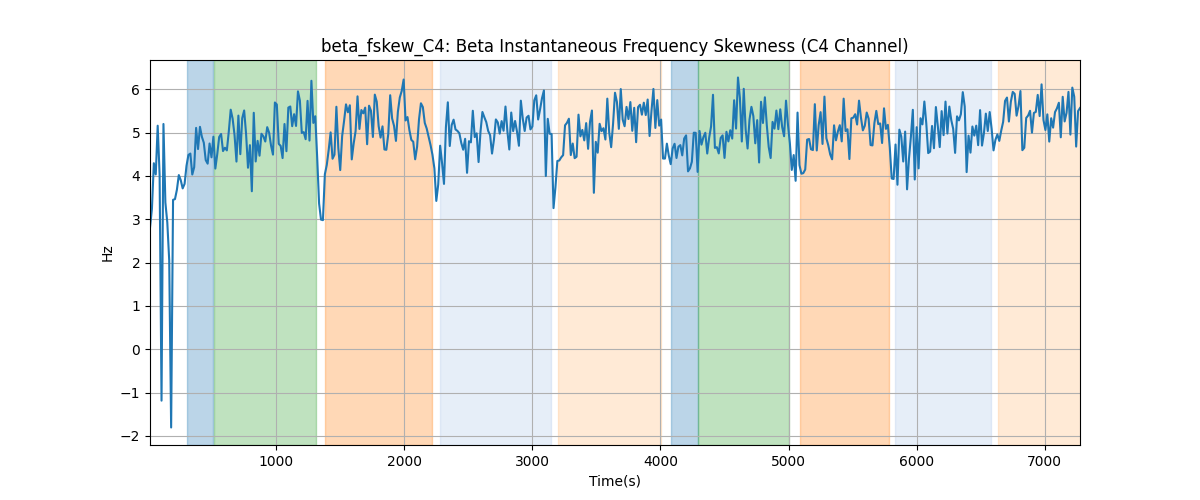 beta_fskew_C4: Beta Instantaneous Frequency Skewness (C4 Channel)
6
5
4
3
2
1
0
−1
−2
Hz
1000 2000 3000 4000 5000 6000 7000
Time(s)